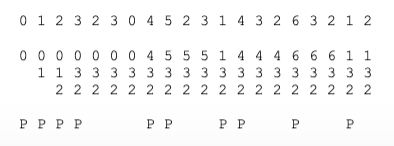 0 1 2 3 2 3 0 4 5 2 3 1 4 3 2 6 3 2 1 2
0 0 0 0 0 0 0 4 5 5 5 1 4 4 4 6 6 6 1 1
1 1 3 3 3 3 3 3 3 3 3 3 3 3 3 3 3 3 3
2 2 2 2 2 2 2 2 2 2 2 2 2 2 2 2 2 2
P P P P P P P P P P